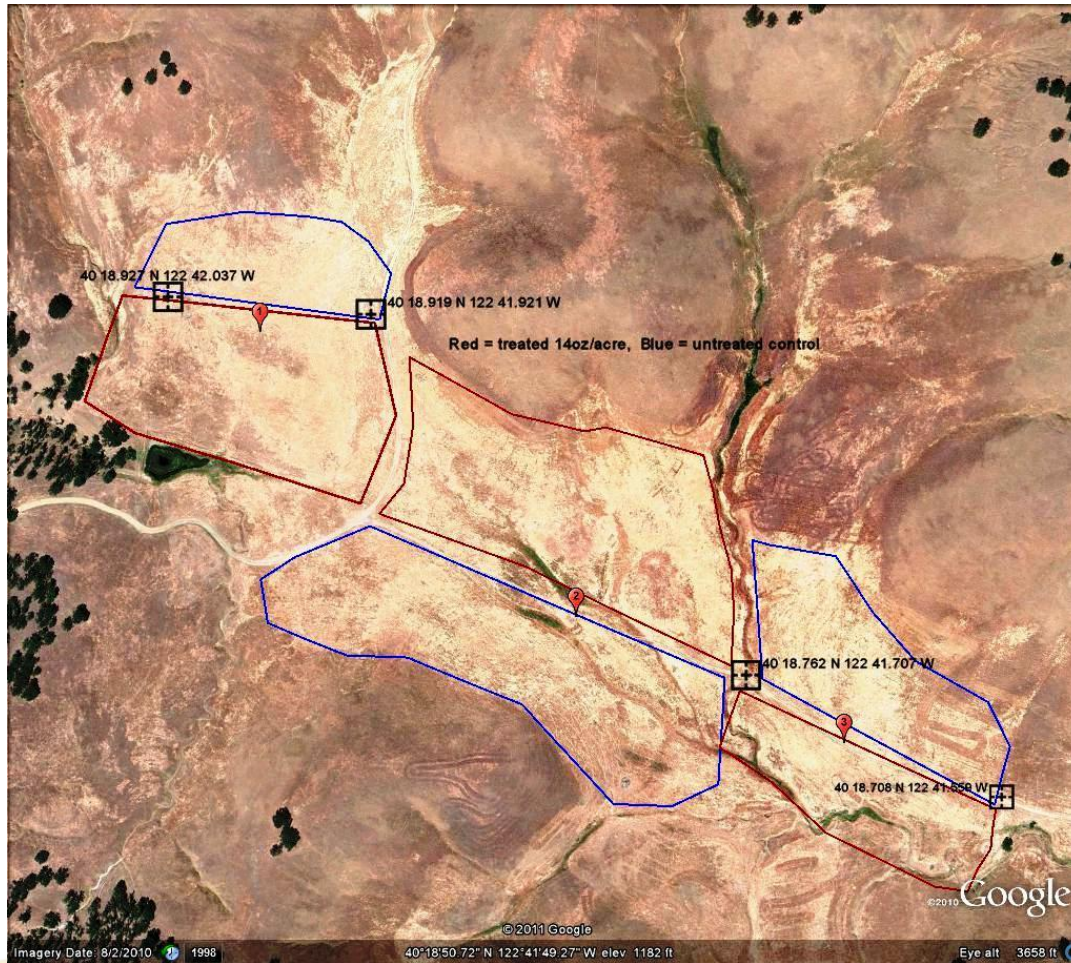 40 18.927 N 122 42.037 W
40 18.919 N 122 41.921 W
1
Red = treated 14oz/acre, Blue = untreated control
2
40 18.762 N 122 41.707 W
3
40 18.708 N 122 41.559 W
©2010 Google
©2011 Google
Imagery Date: 8/2/2010 1998 40°18'50.72" N 122°41'49.27" W elev 1182 ft Eye alt 3658 ft